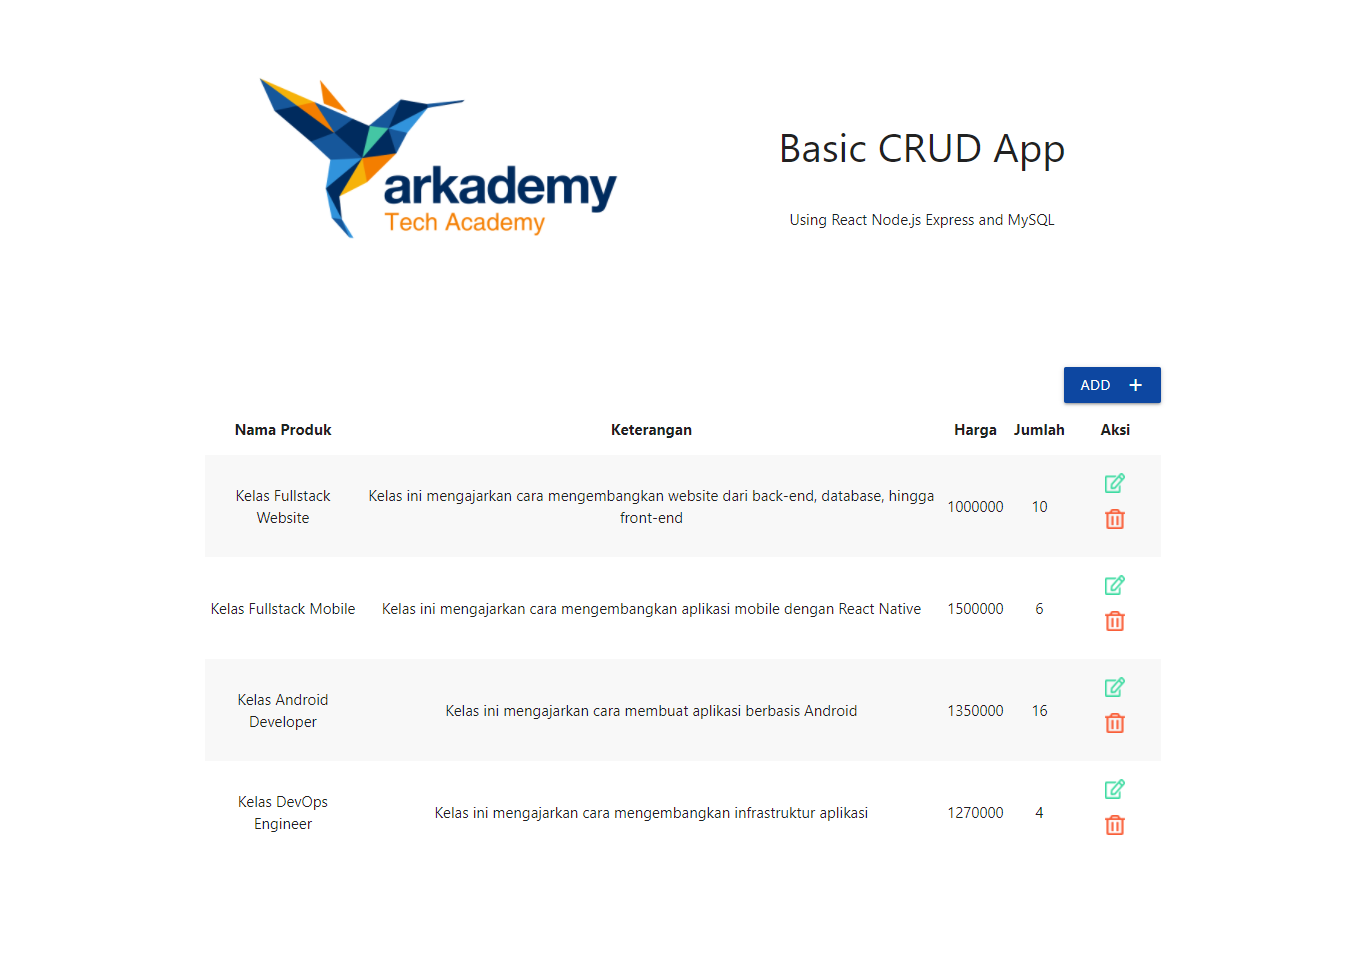 arkademy
Tech Academy
Basic CRUD App
Using React Node.js Express and MySQL
ADD +
Nama Produk Keterangan Harga Jumlah Aksi
Kelas Fullstack
Website
Kelas ini mengajarkan cara mengembangkan website dari back-end, database, hingga
front-end
1000000
10
Kelas Fullstack Mobile
Kelas ini mengajarkan cara mengembangkan aplikasi mobile dengan React Native
1500000
6
Kelas Android
Developer
Kelas ini mengajarkan cara membuat aplikasi berbasis Android
1350000
16
Kelas DevOps
Engineer
Kelas ini mengajarkan cara mengembangkan infrastruktur aplikasi
1270000
4